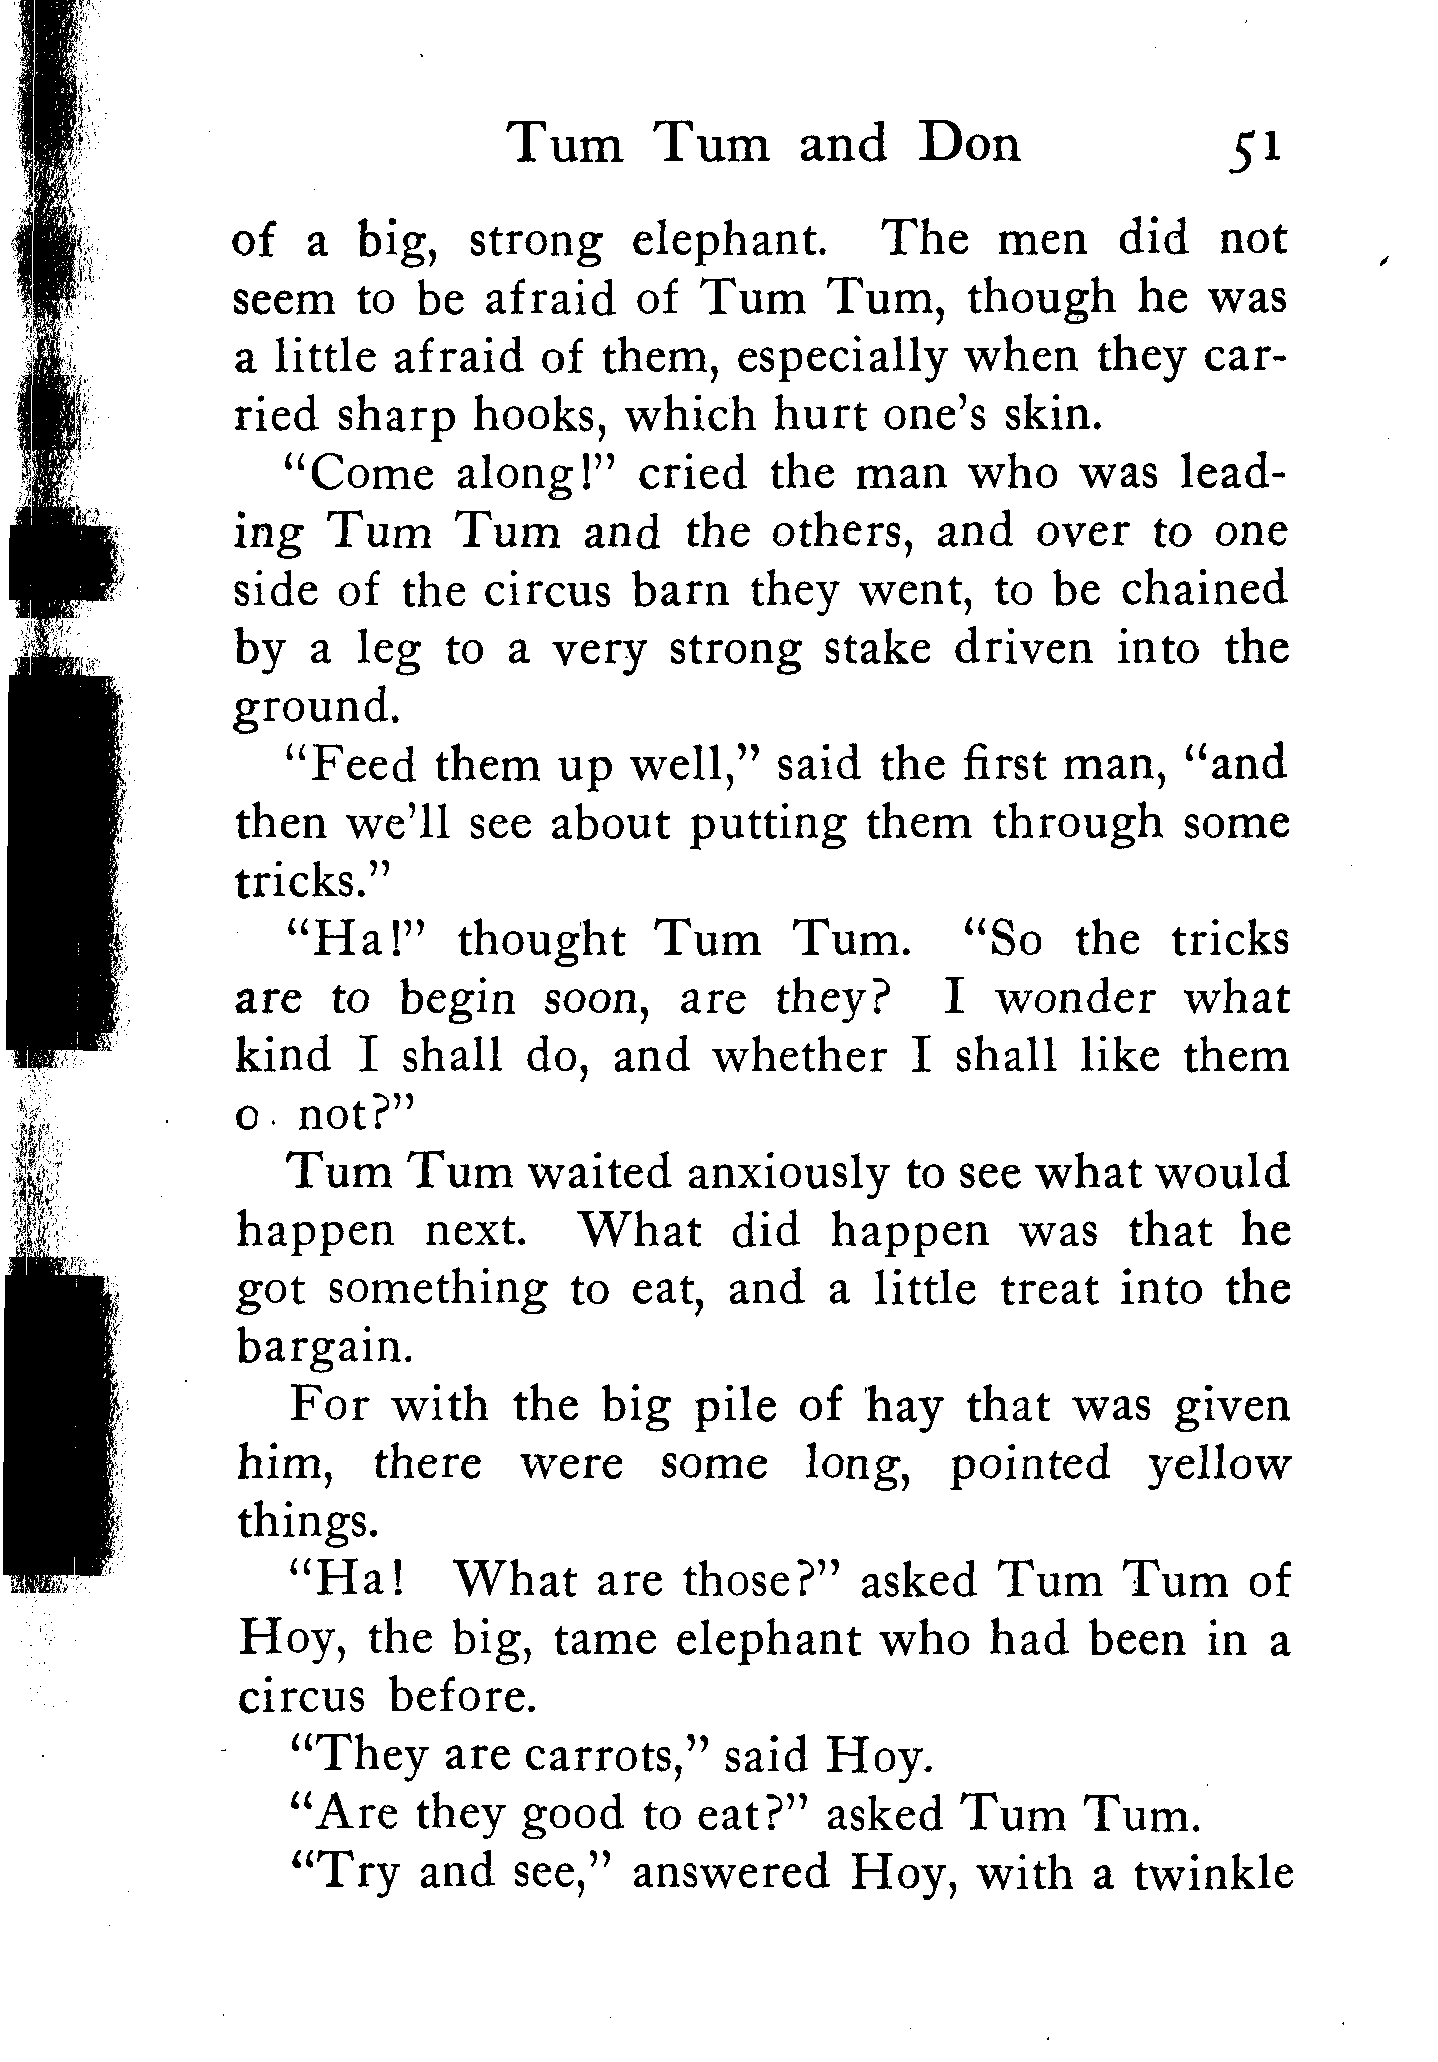 Tum Tum and Don 51
of a big, strong elephant. The men did not
seem to be afraid of Tum Tum, though he was
a little afraid of them, especially when they car-
ried sharp hooks, which hurt one's skin.
"Come along!" cried the man who was lead-
ing Tum Tum and the others, and over to one
side of the circus barn they went, to be chained
by a leg to a very strong stake driven into the
ground.
"Feed them up well," said the first man, "and
then we'll see about putting them through some
tricks."
"Ha!" thought Tum Tum. "So the tricks
are to begin soon, are they? I wonder what
kind I shall do, and whether I shall like them
o. not?"
Tum Tum waited anxiously to see what would
happen next. What did happen was that he
got something to eat, and a little treat into the
bargain.
For with the big pile of hay that was given
him, there were some long, pointed yellow
things.
"Ha! What are those?" asked Tum Tum of
Hoy, the big, tame elephant who had been in a
circus before.
"They are carrots," said Hoy.
"Are they good to eat?" asked Tum Tum.
"Try and see," answered Hoy, with a twinkle